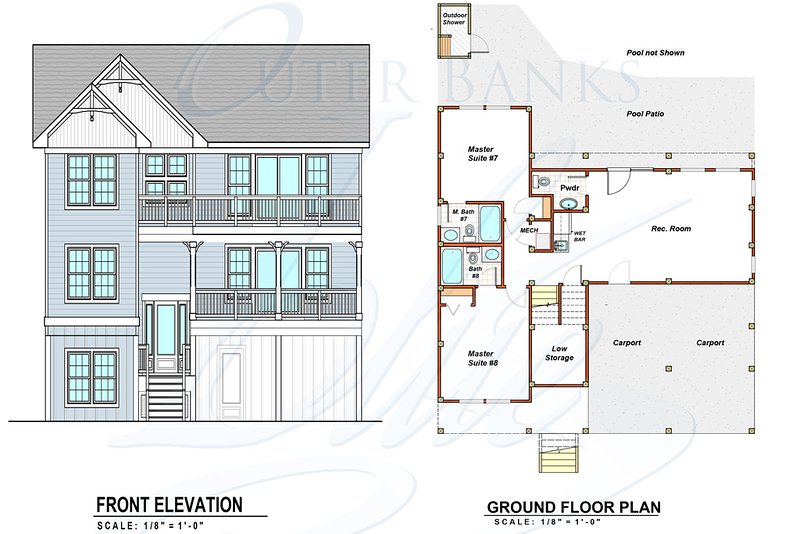 OUTER BANKS
Outdoor
Shower
Pool not Shown
Pool Patio
Master
Suite #7
Pwdr
M. Bath
#7
MECH
WET
BAR
Rec. Room
Bath
#8
Master
Suite #8
Low
Storage
Carport
Carport
FRONT ELEVATION
SCALE: 1/8" = 1'-0"
GROUND FLOOR PLAN
SCALE: 1/8" = 1'-0"